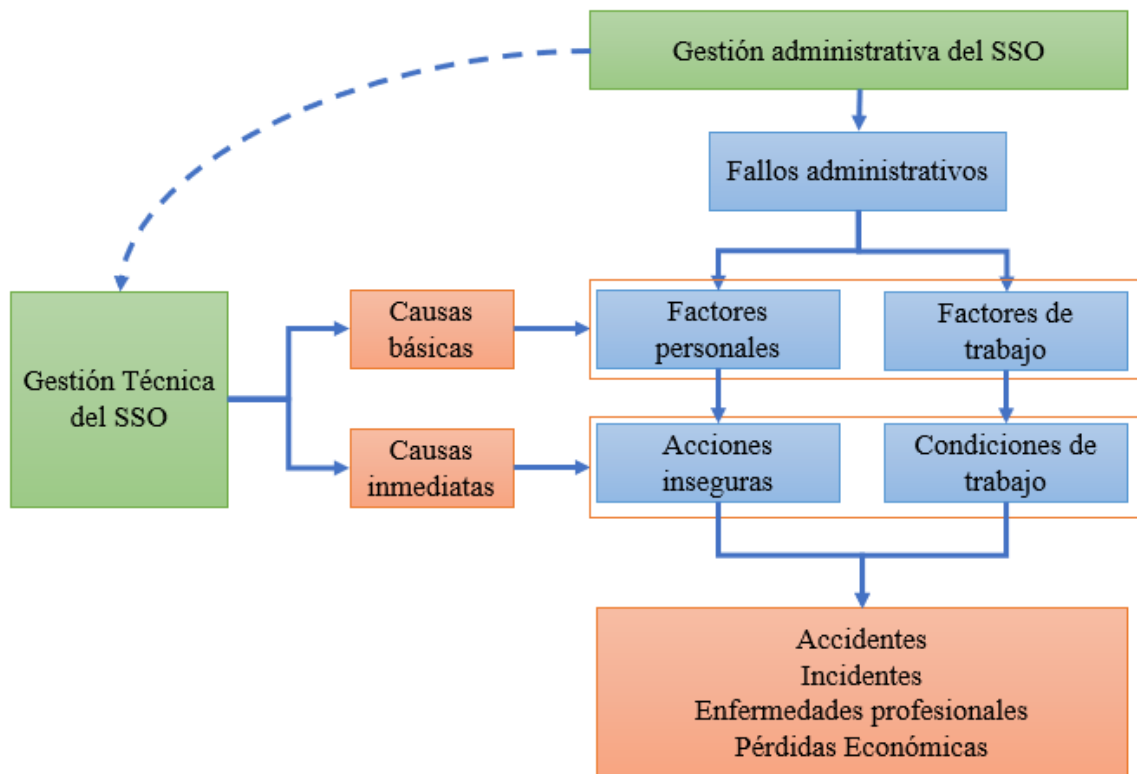 Gestión administrativa del SSO
Fallos administrativos
Gestión Técnica
del SSO
Causas
básicas
Factores
personales
Factores de
trabajo
Causas
inmediatas
Acciones
inseguras
Condiciones de
trabajo
Accidentes
Incidentes
Enfermedades profesionales
Pérdidas Económicas